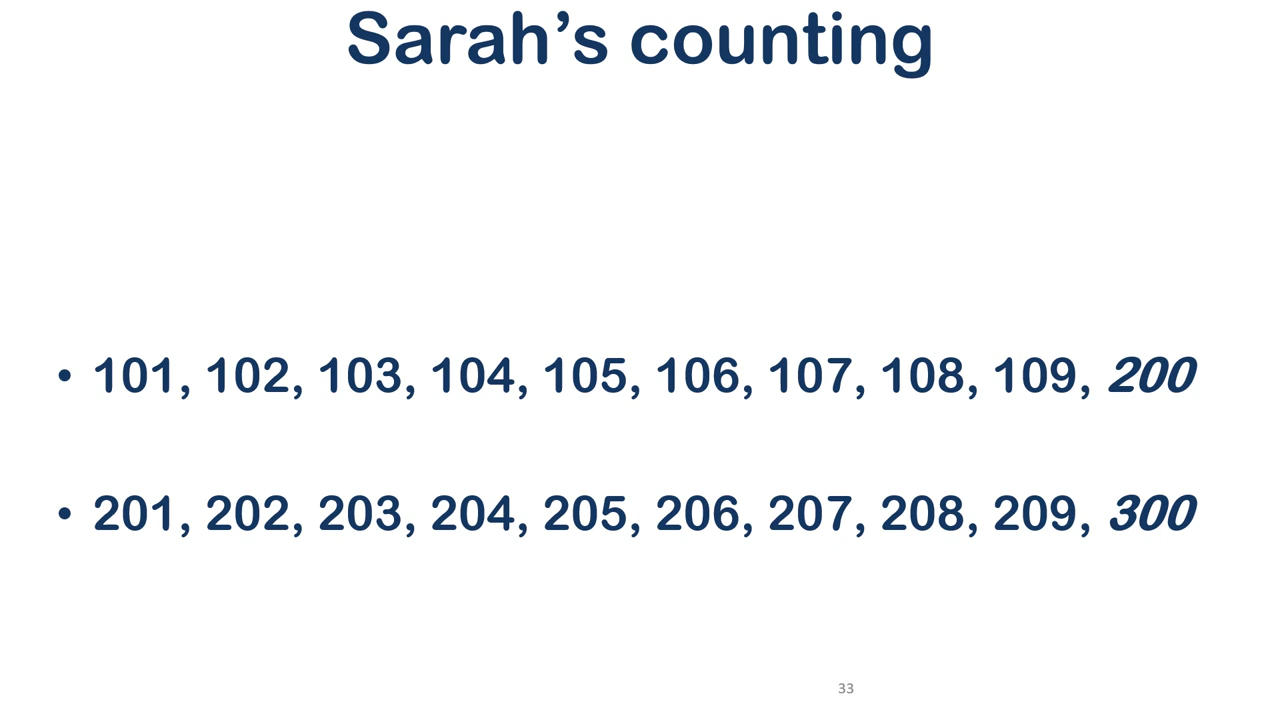 Sarah’s counting
• 101, 102, 103, 104, 105, 106, 107, 108, 109, 200
• 201, 202, 203, 204, 205, 206, 207, 208, 209, 300
33